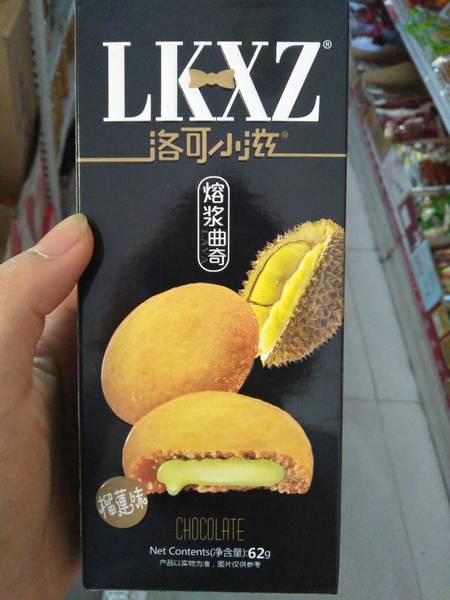 LKXZ®
洛可小滋®
熔浆曲奇
榴蓮味
CHOCOLATE
Net Contents(净含量):62g
产品以实物为准，图片仅供参考